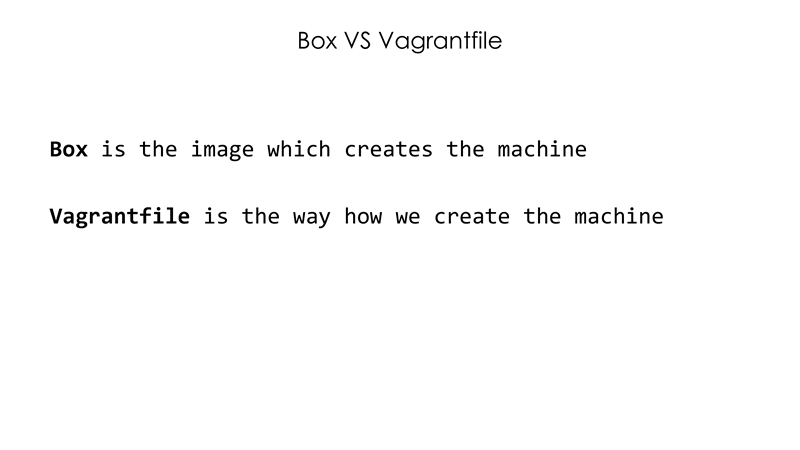 Box VS Vagrantfile
Box is the image which creates the machine
Vagrantfile is the way how we create the machine